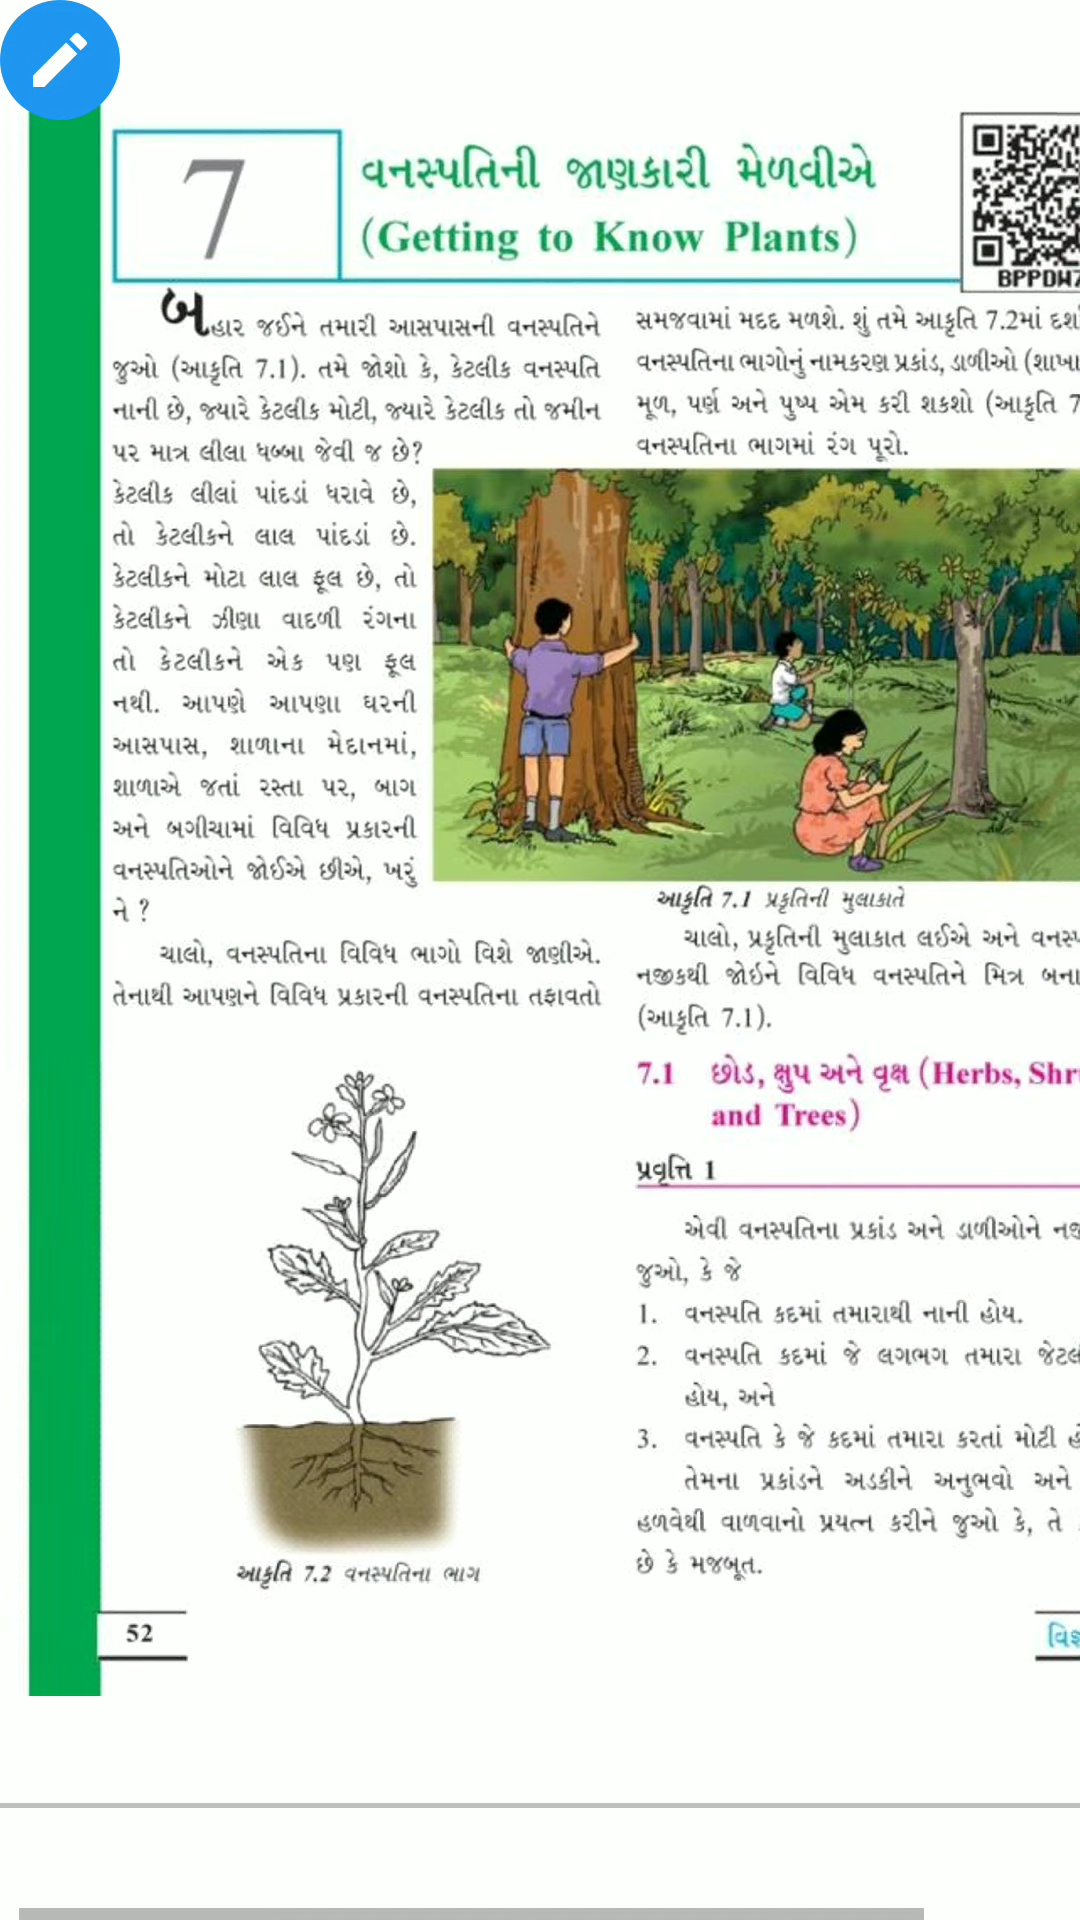 7
વનસ્પતિની જાણકારી મેળવીએ
(Getting to Know Plants)
BPPDW7
બહાર જઈને તમારી આસપાસની વનસ્પતિને
જુઓ (આકૃતિ 7.1). તમે જોશો કે, કેટલીક વનસ્પતિ
નાની છે, જ્યારે કેટલીક મોટી, જ્યારે કેટલીક તો જમીન
પર માત્ર લીલા ધબ્બા જેવી જ છે?
કેટલીક લીલાં પાંદડાં ધરાવે છે,
તો કેટલીકને લાલ પાંદડાં છે.
કેટલીકને મોટા લાલ ફૂલ છે, તો
કેટલીકને ઝીણા વાદળી રંગના
તો કેટલીકને એક પણ ફૂલ
નથી. આપણે આપણા ઘરની
આસપાસ, શાળાના મેદાનમાં,
શાળાએ જતાં રસ્તા પર, બાગ
અને બગીચામાં વિવિધ પ્રકારની
વનસ્પતિઓને જોઈએ છીએ, ખરું
ને ?
ચાલો, વનસ્પતિના વિવિધ ભાગો વિશે જાણીએ.
તેનાથી આપણને વિવિધ પ્રકારની વનસ્પતિના તફાવતો
આકૃતિ 7.2 વનસ્પતિના ભાગ
સમજવામાં મદદ મળશે. શું તમે આકૃતિ 7.2માં
વનસ્પતિના ભાગોનું નામકરણ પ્રકાંડ, ડાળીઓ (શાખા
મૂળ, પર્ણ અને પુષ્પ એમ કરી શકશો (આકૃતિ 7
વનસ્પતિના ભાગમાં રંગ પૂરો.
આકૃતિ 7.1 પ્રકૃતિની મુલાકાતે
ચાલો, પ્રકૃતિની મુલાકાત લઈએ અને
નજીકથી જોઇને વિવિધ વનસ્પતિને મિત્ર બના
(આકૃતિ 7.1).
7.1 છોડ, ક્ષુપ અને વૃક્ષ (Herbs, Shr
and Trees)
પ્રવૃત્તિ 1
એવી વનસ્પતિના પ્રકાંડ અને ડાળીઓને
જુઓ, કે જે
1. વનસ્પતિ કદમાં તમારાથી નાની હોય.
2. વનસ્પતિ કદમાં જે લગભગ તમારા જેટલ
હોય, અને
3. વનસ્પતિ કે જે કદમાં તમારા કરતાં મોટી
તેમના પ્રકાંડને અડકીને અનુભવો અને
હળવેથી વાળવાનો પ્રયત્ન કરીને જુઓ કે, તે
છે કે મજબૂત.
52